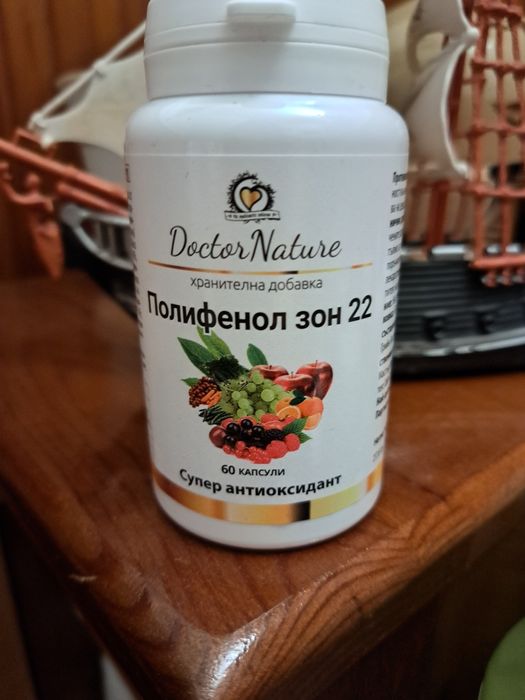 Doctor Nature
хранителна добавка
Полифенол зон 22
60 капсули
Супер антиоксидант